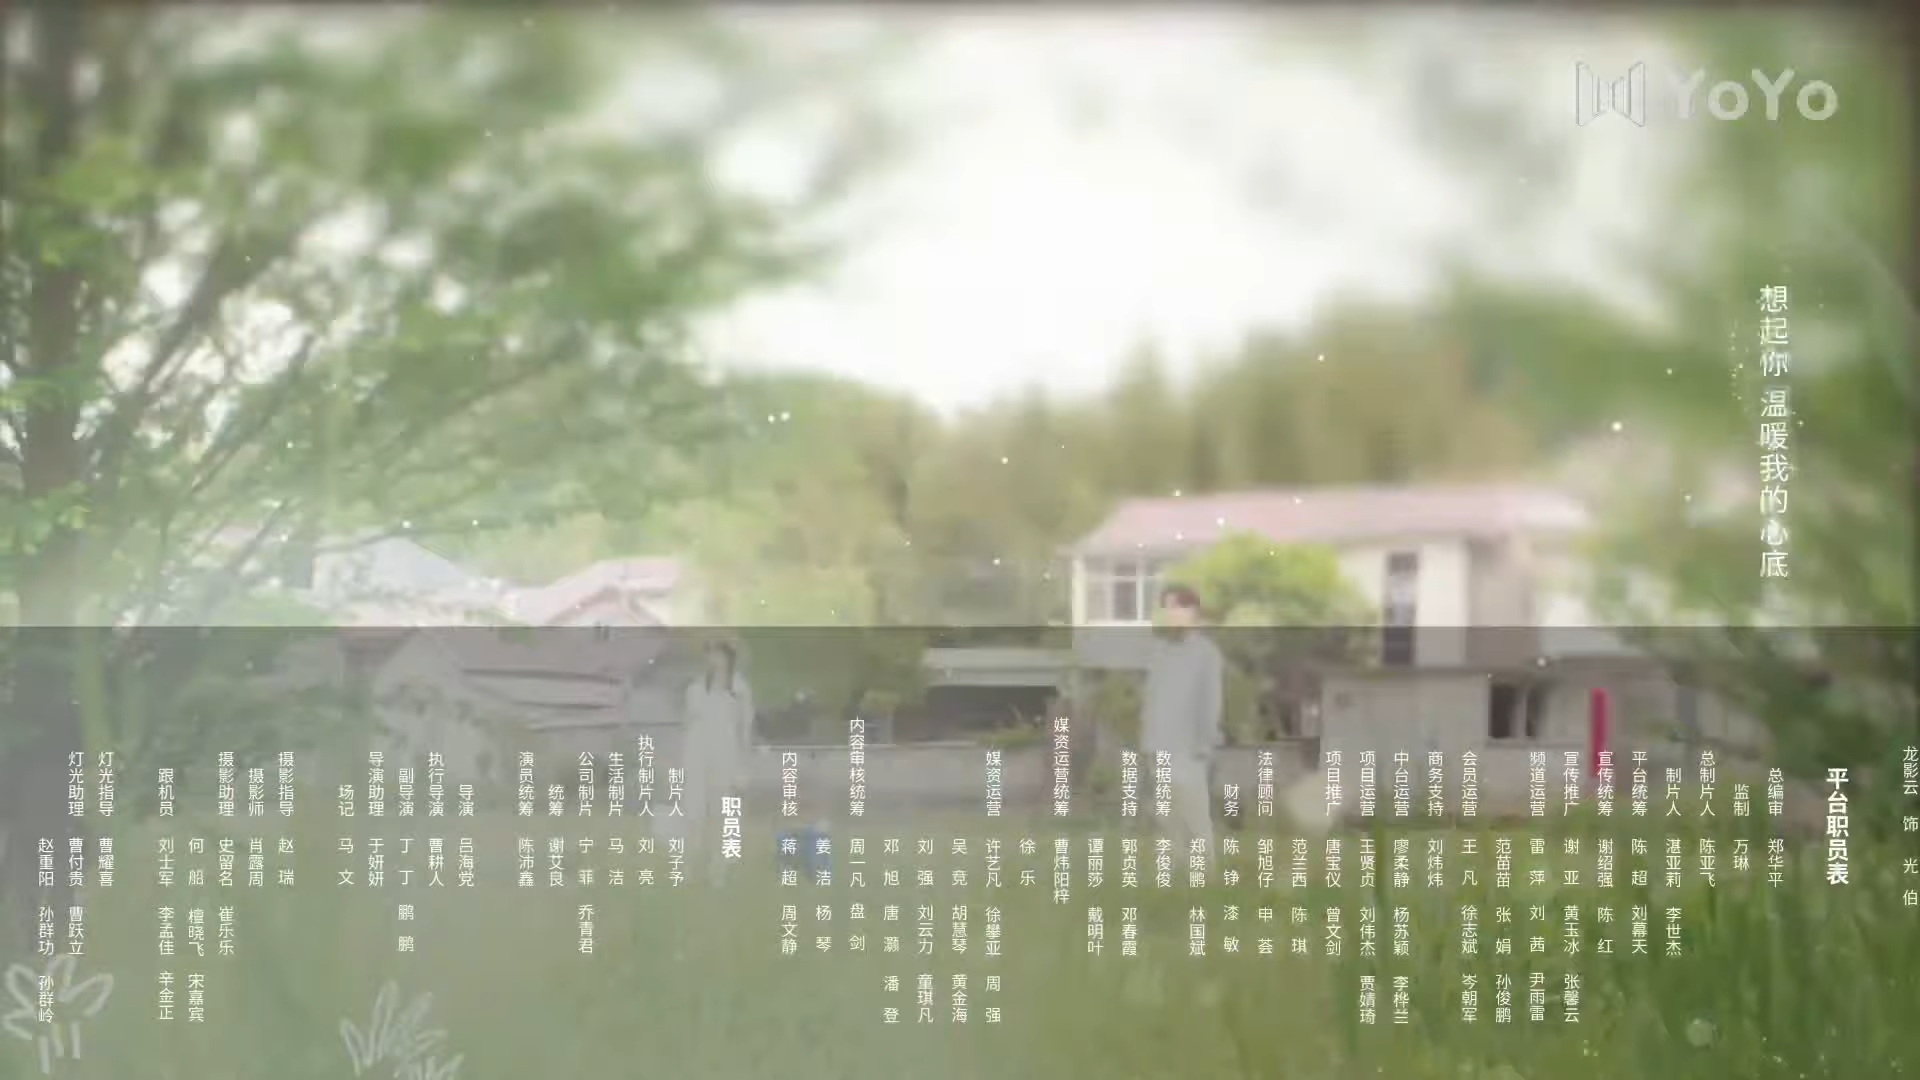 YoYo
想起你 温暖我的心底
龙影云 饰 光 伯
平台职员表
总编审 郑华平
监制 万琳
总制片人 陈亚飞
制片人 湛亚莉 李世杰
平台统筹 陈 超 刘幕天
宣传统筹 谢绍强 陈 红
宣传推广 谢 亚 黄玉冰 张馨云
频道运营 雷 萍 刘 茜 尹雨雷
范苗苗 张 娟 孙俊鹏
会员运营 王 凡 徐志斌 岑朝军
商务支持 刘炜炜
中台运营 廖柔静 杨苏颖 李桦兰
项目运营 王贤贞 刘伟杰 贾婧琦
项目推广 唐宝仪 曾文剑
范兰西 陈 琪
法律顾问 邹旭仔 申 荟
财务 陈 铮 漆 敏
郑晓鹏 林国斌
数据统筹 李俊俊
数据支持 郭贞英 邓春霞
谭丽莎 戴明叶
媒资运营统筹 曹炜阳梓
徐 乐
媒资运营 许艺凡 徐攀亚 周 强
吴 竞 胡慧琴 黄金海
刘 强 刘云力 童琪凡
邓 旭 唐 灏 潘 登
内容审核统筹 周一凡 盘 剑
姜 洁 杨 琴
内容审核 蒋 超 周文静
职员表
制片人 刘子予
执行制片人 刘 亮
生活制片 马 洁
公司制片 宁 菲 乔青君
统筹 谢艾良
演员统筹 陈沛鑫
导演 吕海党
执行导演 曹耕人
副导演 丁 丁 鹏 鹏
导演助理 于妍妍
场记 马 文
摄影指导 赵 瑞
摄影师 肖露周
摄影助理 史留名 崔乐乐
何 船 檀晓飞 宋嘉宾
跟机员 刘士军 李孟佳 辛金正
灯光指导 曹耀喜
灯光助理 曹付贵 曹跃立
赵重阳 孙群功 孙群岭